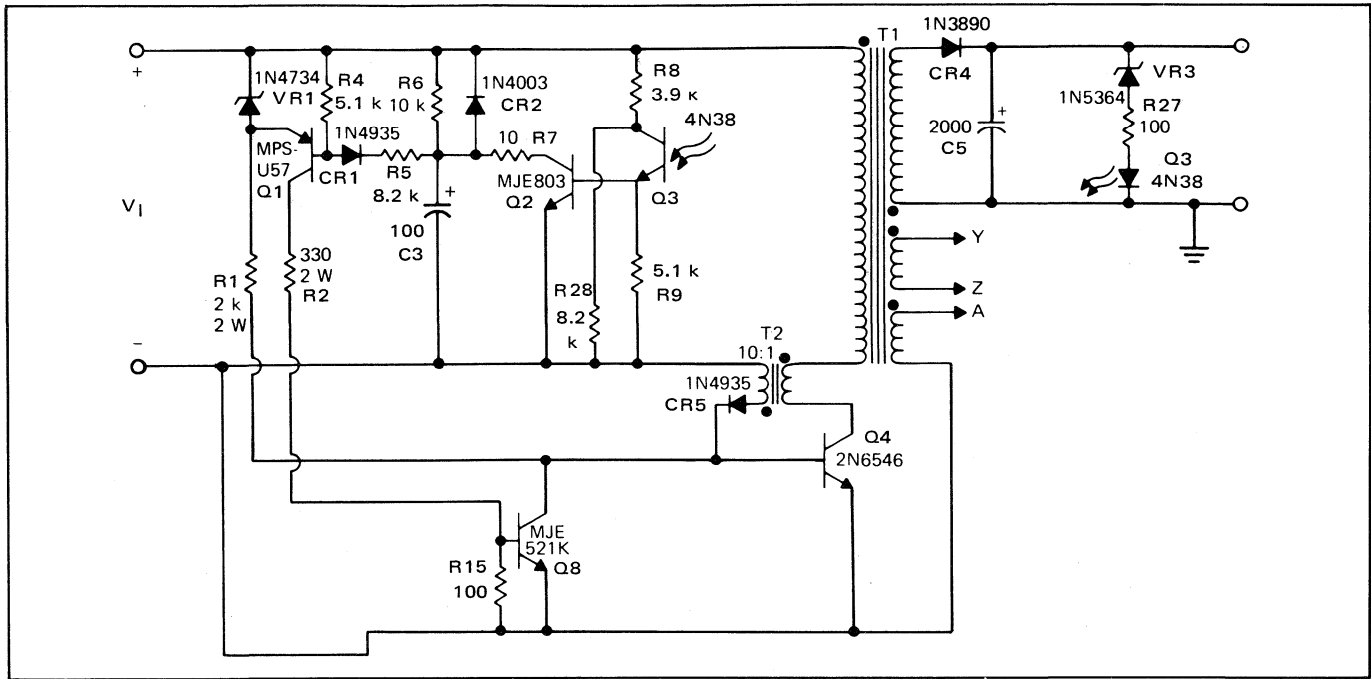 +
−
V I
1N4734
VR1
R4
5.1 k
R6
10 k
1N4003
CR2
R8
3.9 k
4N38
MPS-
U57
Q1
1N4935
CR1
R5
8.2 k
10 R7
MJE803
Q2
Q3
+
100
C3
R1
2 k
2 W
330
2 W
R2
R28
8.2
k
5.1 k
R9
T2
10:1
1N4935
CR5
Q4
2N6546
MJE
521K
Q8
R15
100
T1
1N3890
CR4
+
2000
C5
VR3
1N5364
R27
100
Q3
4N38
Y
Z
A